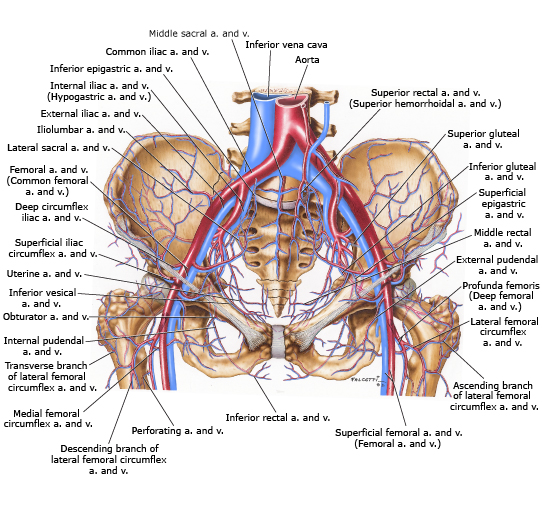 Middle sacral a. and v.
Common iliac a. and v.
Inferior vena cava
Aorta
Inferior epigastric a. and v.
Internal iliac a. and v.
(Hypogastric a. and v.)
External iliac a. and v.
Iliolumbar a. and v.
Lateral sacral a. and v.
Femoral a. and v.
(Common femoral
a. and v.)
Deep circumflex
iliac a. and v.
Superficial iliac
circumflex a. and v.
Uterine a. and v.
Inferior vesical
a. and v.
Obturator a. and v.
Internal pudendal
a. and v.
Transverse branch
of lateral femoral
circumflex a. and v.
Medial femoral
circumflex a. and v.
Perforating a. and v.
Descending branch of
lateral femoral circumflex
a. and v.
Inferior rectal a. and v.
Superior rectal a. and v.
(Superior hemorrhoidal a. and v.)
Superior gluteal
a. and v.
Inferior gluteal
a. and v.
Superficial
epigastric
a. and v.
Middle rectal
a. and v.
External pudendal
a. and v.
Profunda femoris
(Deep femoral
a. and v.)
Lateral femoral
circumflex
a. and v.
Ascending branch
of lateral femoral
circumflex a. and v.
Superficial femoral a. and v.
(Femoral a. and v.)